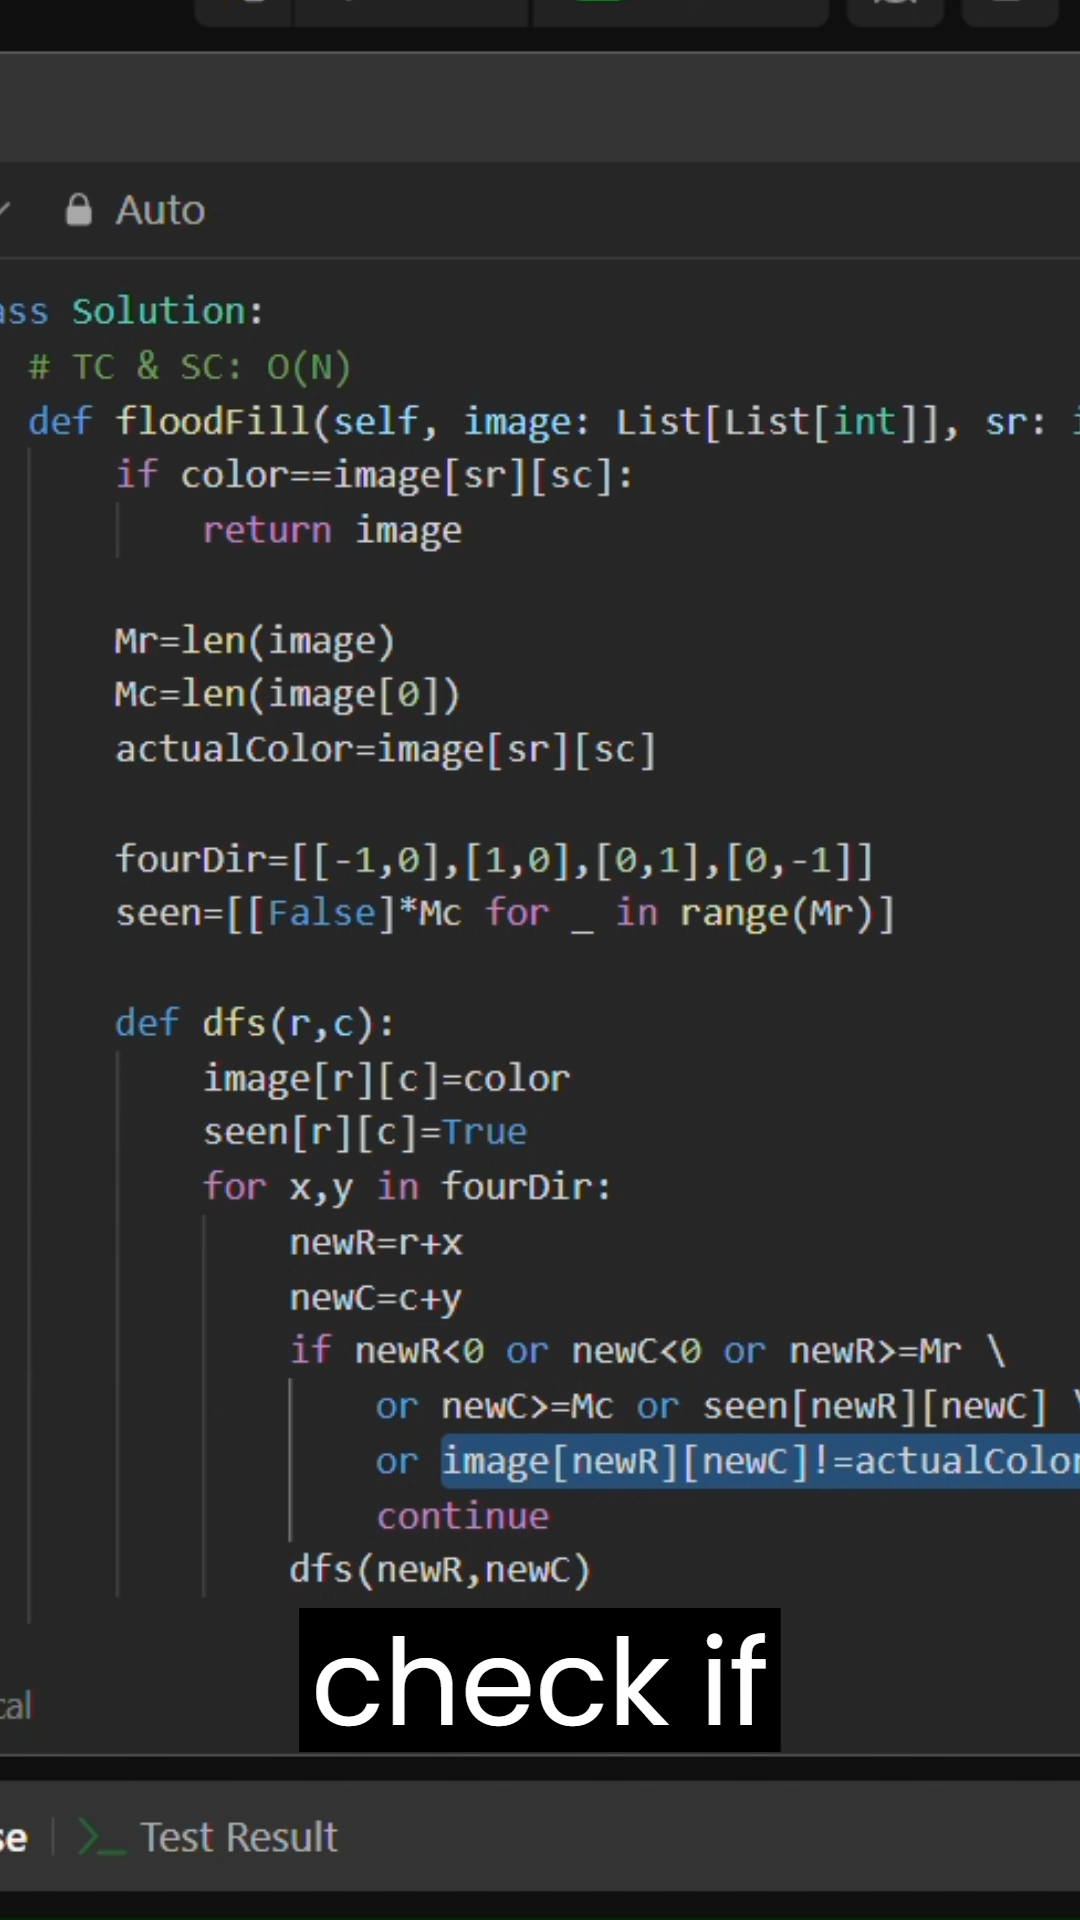 Auto
ass Solution:
# TC & SC: O(N)
def floodFill(self, image: List[List[int]], sr: i
if color==image[sr][sc]:
return image
Mr=len(image)
Mc=len(image[0])
actualColor=image[sr][sc]
fourDir=[[-1,0],[1,0],[0,1],[0,-1]]
seen=[[False]*Mc for _ in range(Mr)]
def dfs(r,c):
image[r][c]=color
seen[r][c]=True
for x,y in fourDir:
newR=r+x
newC=c+y
if newR<0 or newC<0 or newR>=Mr \
or newC>=Mc or seen[newR][newC] \
or image[newR][newC]!=actualColor
continue
dfs(newR,newC)
check if
cal
se
>_ Test Result